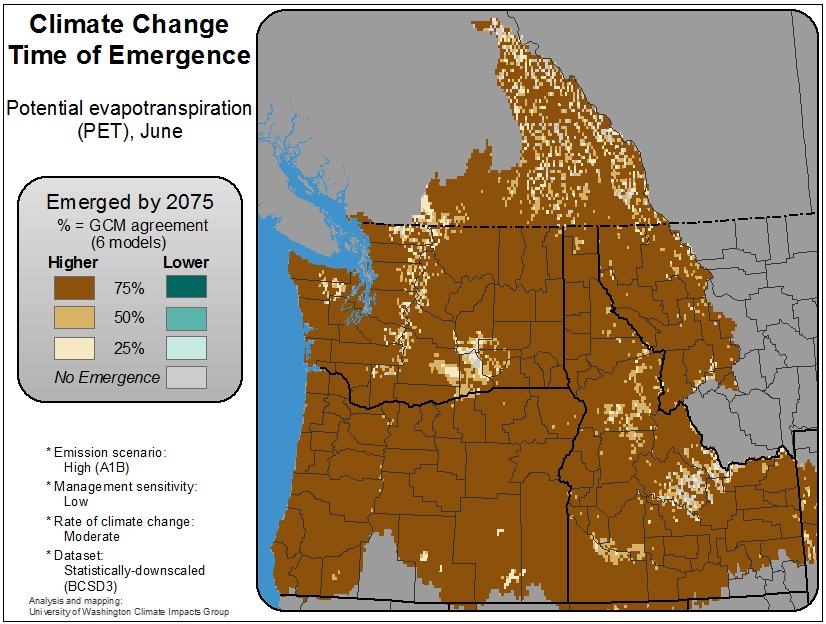 Climate Change
Time of Emergence
Potential evapotranspiration
(PET), June
Emerged by 2075
% = GCM agreement
(6 models)
Higher Lower
75%
50%
25%
No Emergence
* Emission scenario:
High (A1B)
* Management sensitivity:
Low
* Rate of climate change:
Moderate
* Dataset:
Statistically-downscaled
(BCSD3)
Analysis and mapping:
University of Washington Climate Impacts Group